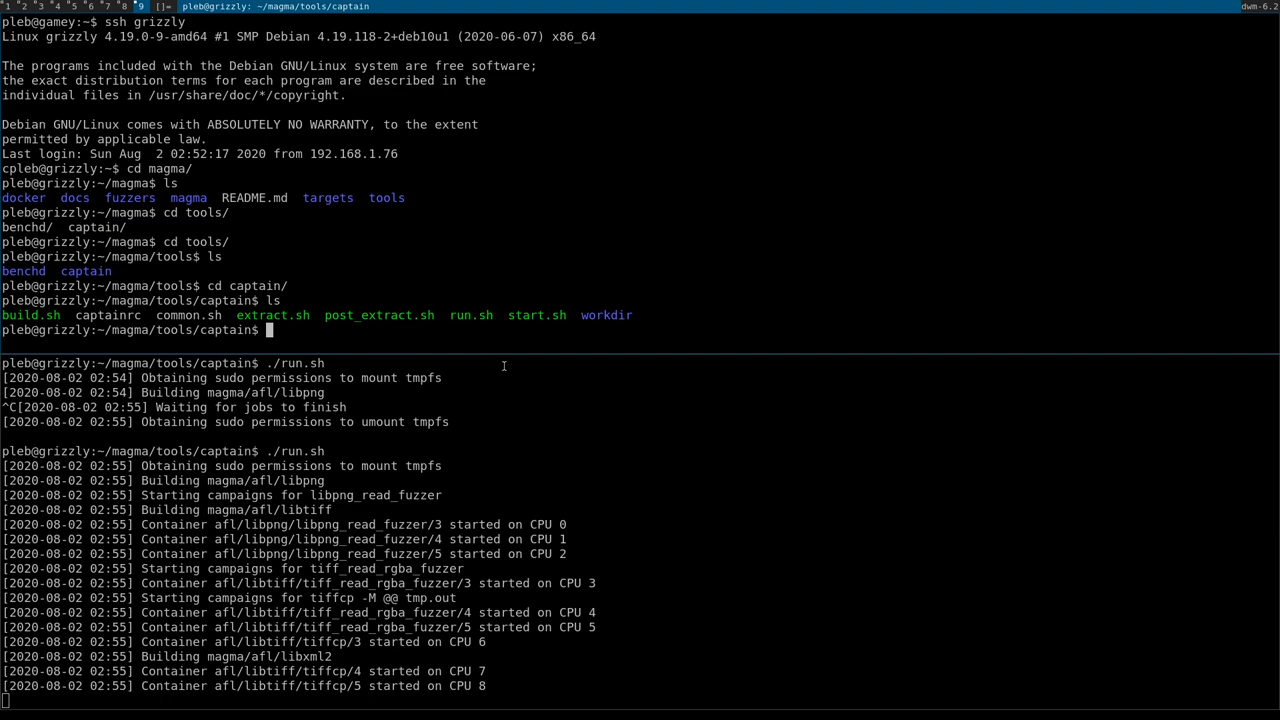 1 2 3 4 5 6 7 8 9 []= pleb@grizzly: ~/magma/tools/captain dwm-6.2
pleb@gamey:~$ ssh grizzly
Linux grizzly 4.19.0-9-amd64 #1 SMP Debian 4.19.118-2+deb10u1 (2020-06-07) x86_64
The programs included with the Debian GNU/Linux system are free software;
the exact distribution terms for each program are described in the
individual files in /usr/share/doc/*/copyright.
Debian GNU/Linux comes with ABSOLUTELY NO WARRANTY, to the extent
permitted by applicable law.
Last login: Sun Aug  2 02:52:17 2020 from 192.168.1.76
cpleb@grizzly:~$ cd magma/
pleb@grizzly:~/magma$ ls
docker  docs  fuzzers  magma  README.md  targets  tools
pleb@grizzly:~/magma$ cd tools/
benchd/  captain/
pleb@grizzly:~/magma$ cd tools/
pleb@grizzly:~/magma/tools$ ls
benchd  captain
pleb@grizzly:~/magma/tools$ cd captain/
pleb@grizzly:~/magma/tools/captain$ ls
build.sh  captainrc  common.sh  extract.sh  post_extract.sh  run.sh  start.sh  workdir
pleb@grizzly:~/magma/tools/captain$
pleb@grizzly:~/magma/tools/captain$ ./run.sh
[2020-08-02 02:54] Obtaining sudo permissions to mount tmpfs
[2020-08-02 02:54] Building magma/afl/libpng
^C[2020-08-02 02:55] Waiting for jobs to finish
[2020-08-02 02:55] Obtaining sudo permissions to umount tmpfs
pleb@grizzly:~/magma/tools/captain$ ./run.sh
[2020-08-02 02:55] Obtaining sudo permissions to mount tmpfs
[2020-08-02 02:55] Building magma/afl/libpng
[2020-08-02 02:55] Starting campaigns for libpng_read_fuzzer
[2020-08-02 02:55] Building magma/afl/libtiff
[2020-08-02 02:55] Container afl/libpng/libpng_read_fuzzer/3 started on CPU 0
[2020-08-02 02:55] Container afl/libpng/libpng_read_fuzzer/4 started on CPU 1
[2020-08-02 02:55] Container afl/libpng/libpng_read_fuzzer/5 started on CPU 2
[2020-08-02 02:55] Starting campaigns for tiff_read_rgba_fuzzer
[2020-08-02 02:55] Container afl/libtiff/tiff_read_rgba_fuzzer/3 started on CPU 3
[2020-08-02 02:55] Starting campaigns for tiffcp -M @@ tmp.out
[2020-08-02 02:55] Container afl/libtiff/tiff_read_rgba_fuzzer/4 started on CPU 4
[2020-08-02 02:55] Container afl/libtiff/tiff_read_rgba_fuzzer/5 started on CPU 5
[2020-08-02 02:55] Container afl/libtiff/tiffcp/3 started on CPU 6
[2020-08-02 02:55] Building magma/afl/libxml2
[2020-08-02 02:55] Container afl/libtiff/tiffcp/4 started on CPU 7
[2020-08-02 02:55] Container afl/libtiff/tiffcp/5 started on CPU 8